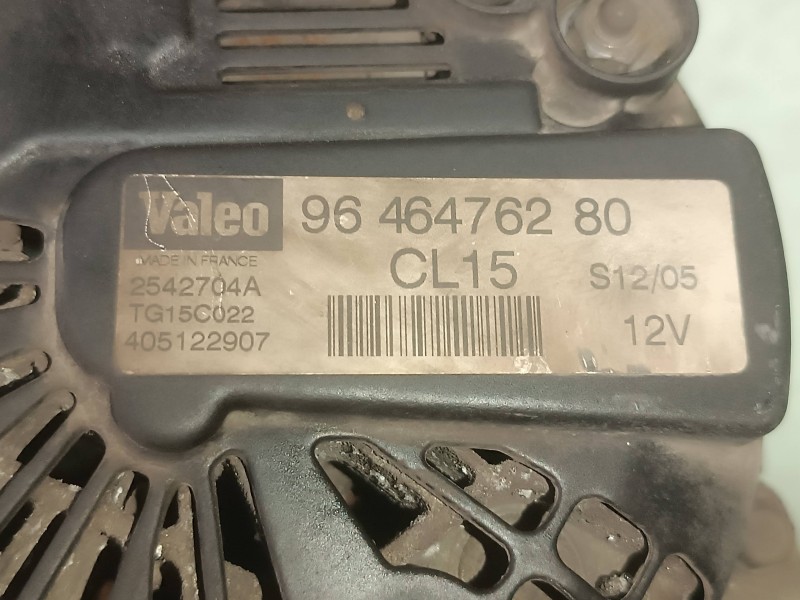 Valeo 96 464762 80
MADE IN FRANCE CL15 S12/05
2542704A
TG15C022 12V
405122907